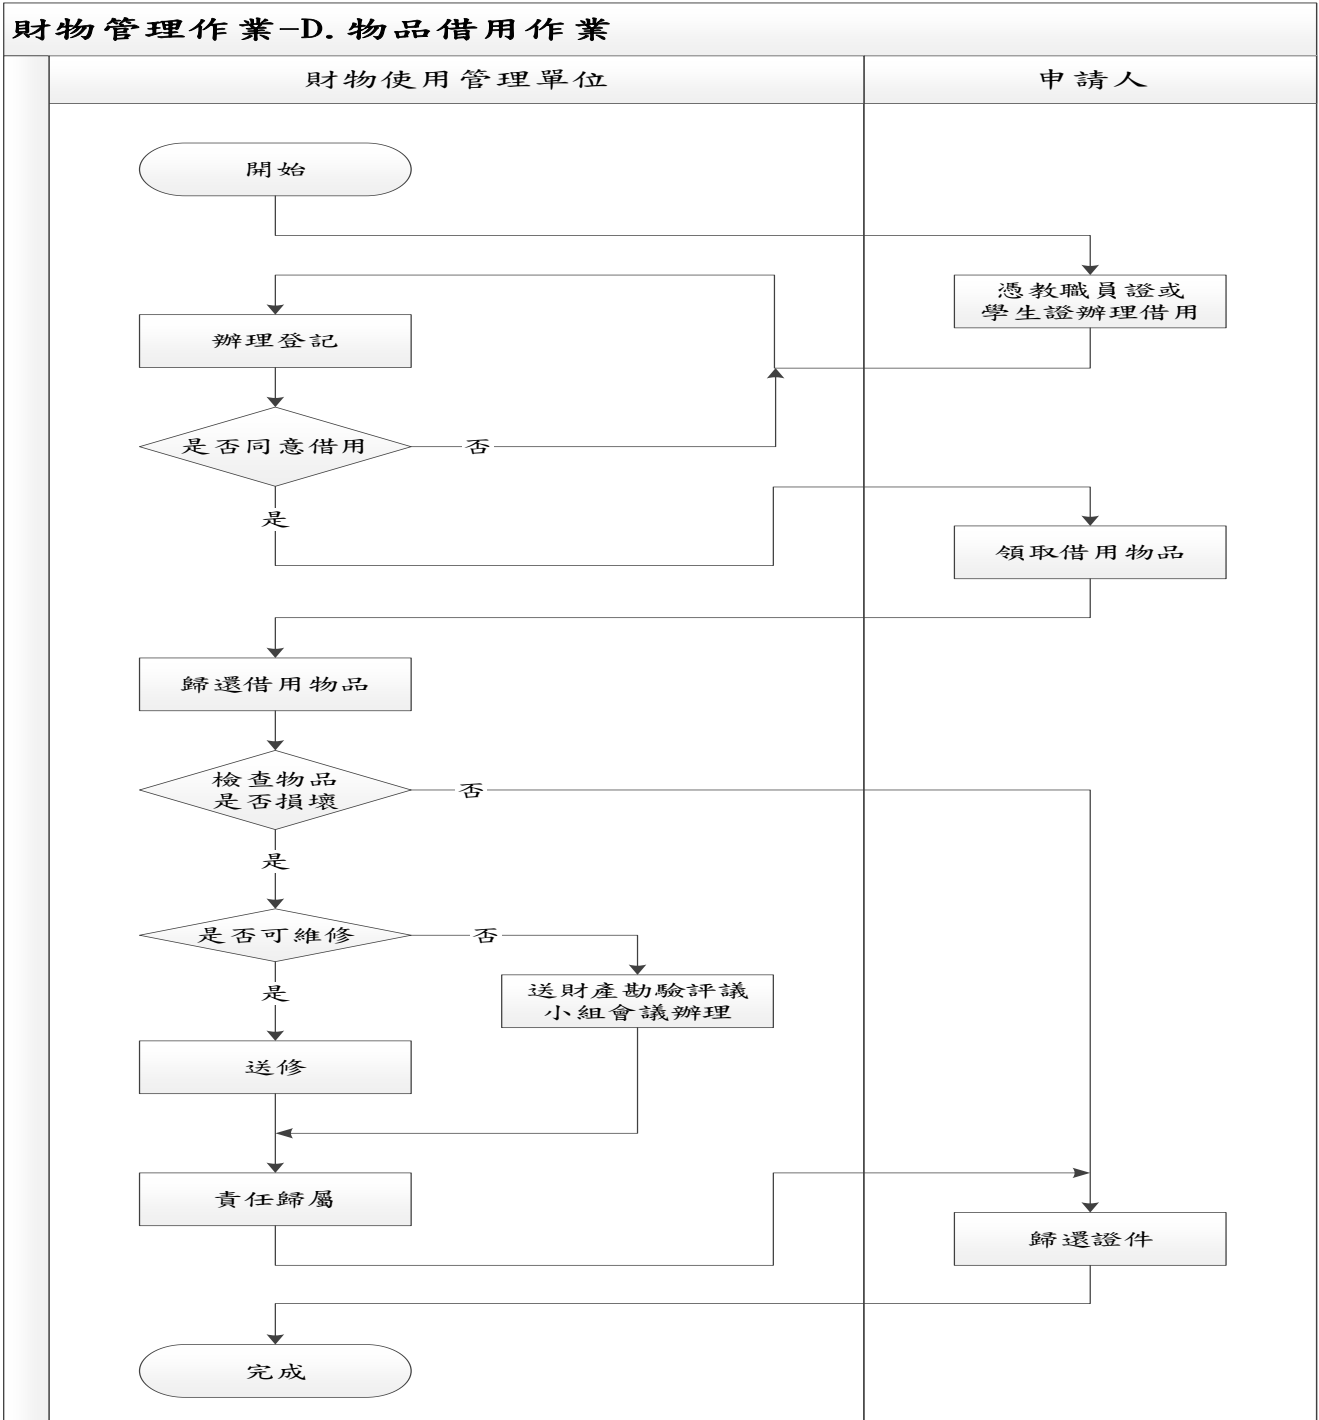 財物管理作業-D.物品借用作業
財物使用管理單位
申請人
開始
憑教職員證或
學生證辦理借用
辦理登記
是否同意借用
否
是
領取借用物品
歸還借用物品
檢查物品
是否損壞
否
是
是否可維修
否
是
送財產勘驗評議
小組會議辦理
送修
責任歸屬
歸還證件
完成